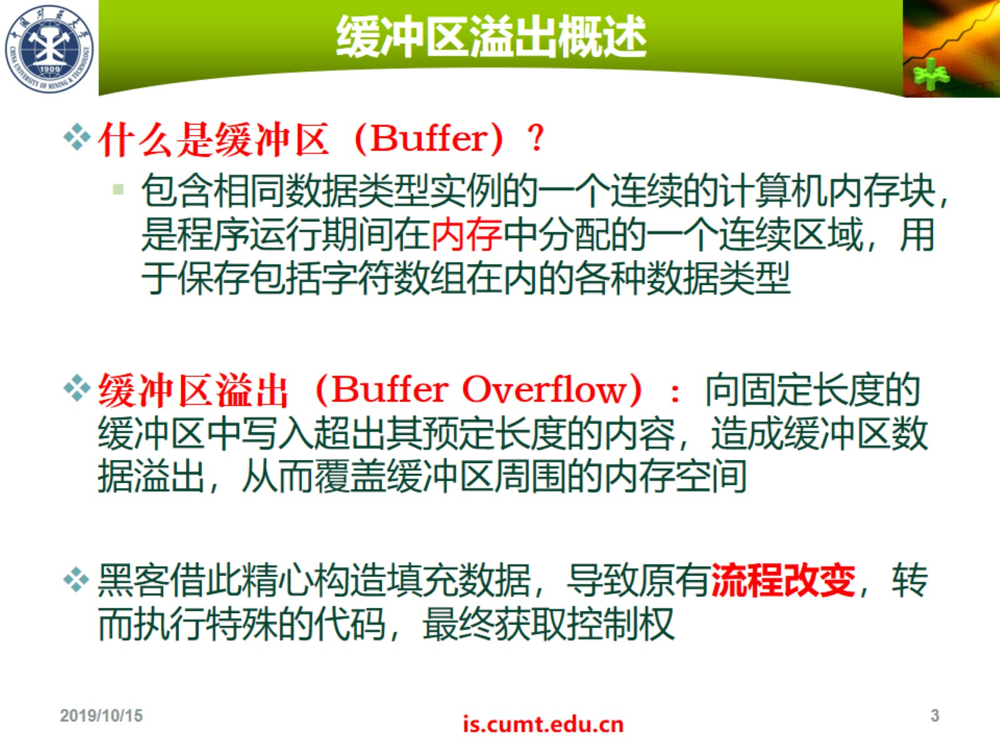 缓冲区溢出概述
中国矿业大学
CHINA UNIVERSITY OF MINING & TECHNOLOGY
1909
什么是缓冲区（Buffer）？
包含相同数据类型实例的一个连续的计算机内存块，
是程序运行期间在内存中分配的一个连续区域，用
于保存包括字符数组在内的各种数据类型
缓冲区溢出（Buffer Overflow）：向固定长度的
缓冲区中写入超出其预定长度的内容，造成缓冲区数
据溢出，从而覆盖缓冲区周围的内存空间
黑客借此精心构造填充数据，导致原有流程改变，转
而执行特殊的代码，最终获取控制权
2019/10/15
is.cumt.edu.cn
3